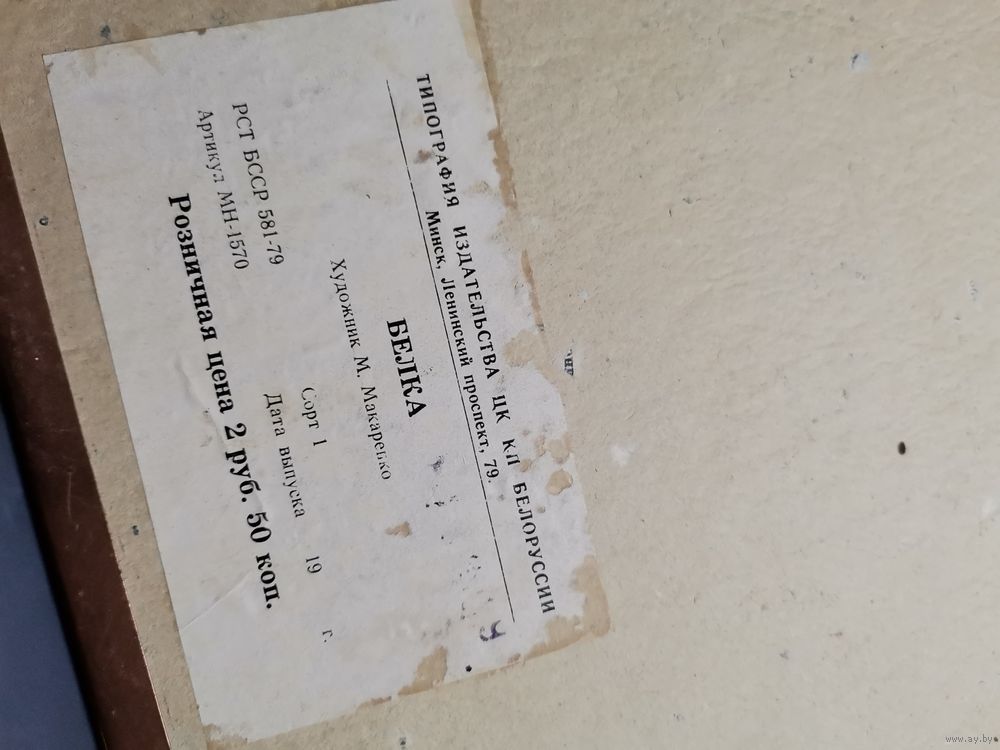 ТИПОГРАФИЯ ИЗДАТЕЛЬСТВА ЦК КП БЕЛОРУССИИ
Минск, Ленинский проспект, 79.
БЕЛКА
Художник М. Макаренко
РСТ БССР 581-79 Сорт 1
Артикул МН-1570 Дата выпуска 19 г.
Розничная цена 2 руб. 50 коп.
www.ay.by